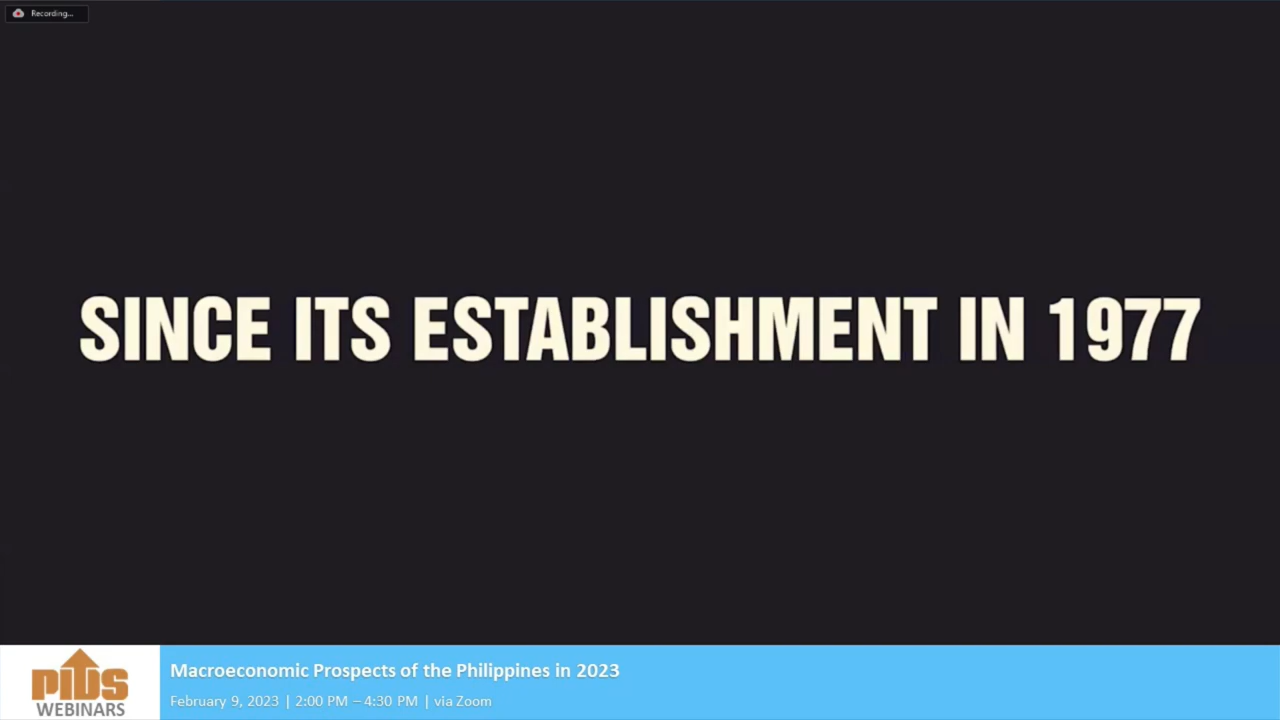 Recording...
SINCE ITS ESTABLISHMENT IN 1977
PIDS
WEBINARS
Macroeconomic Prospects of the Philippines in 2023
February 9, 2023 | 2:00 PM – 4:30 PM | via Zoom